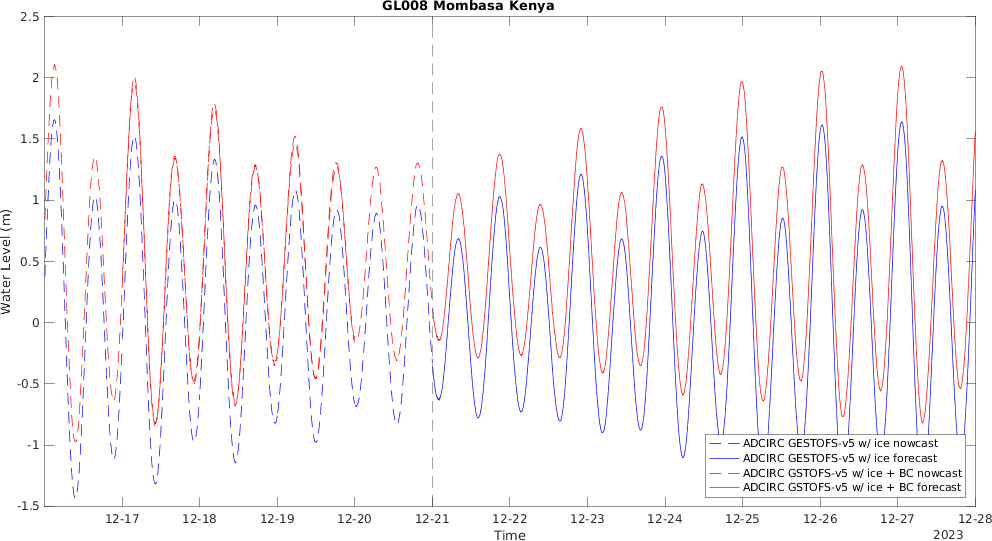 GL008 Mombasa Kenya
2.5
2
1.5
1
0.5
0
-0.5
-1
-1.5
Water Level (m)
ADCIRC GESTOFS-v5 w/ ice nowcast
ADCIRC GESTOFS-v5 w/ ice forecast
ADCIRC GSTOFS-v5 w/ ice + BC nowcast
ADCIRC GSTOFS-v5 w/ ice + BC forecast
12-17 12-18 12-19 12-20 12-21 12-22 12-23 12-24 12-25 12-26 12-27 12-28
Time
2023